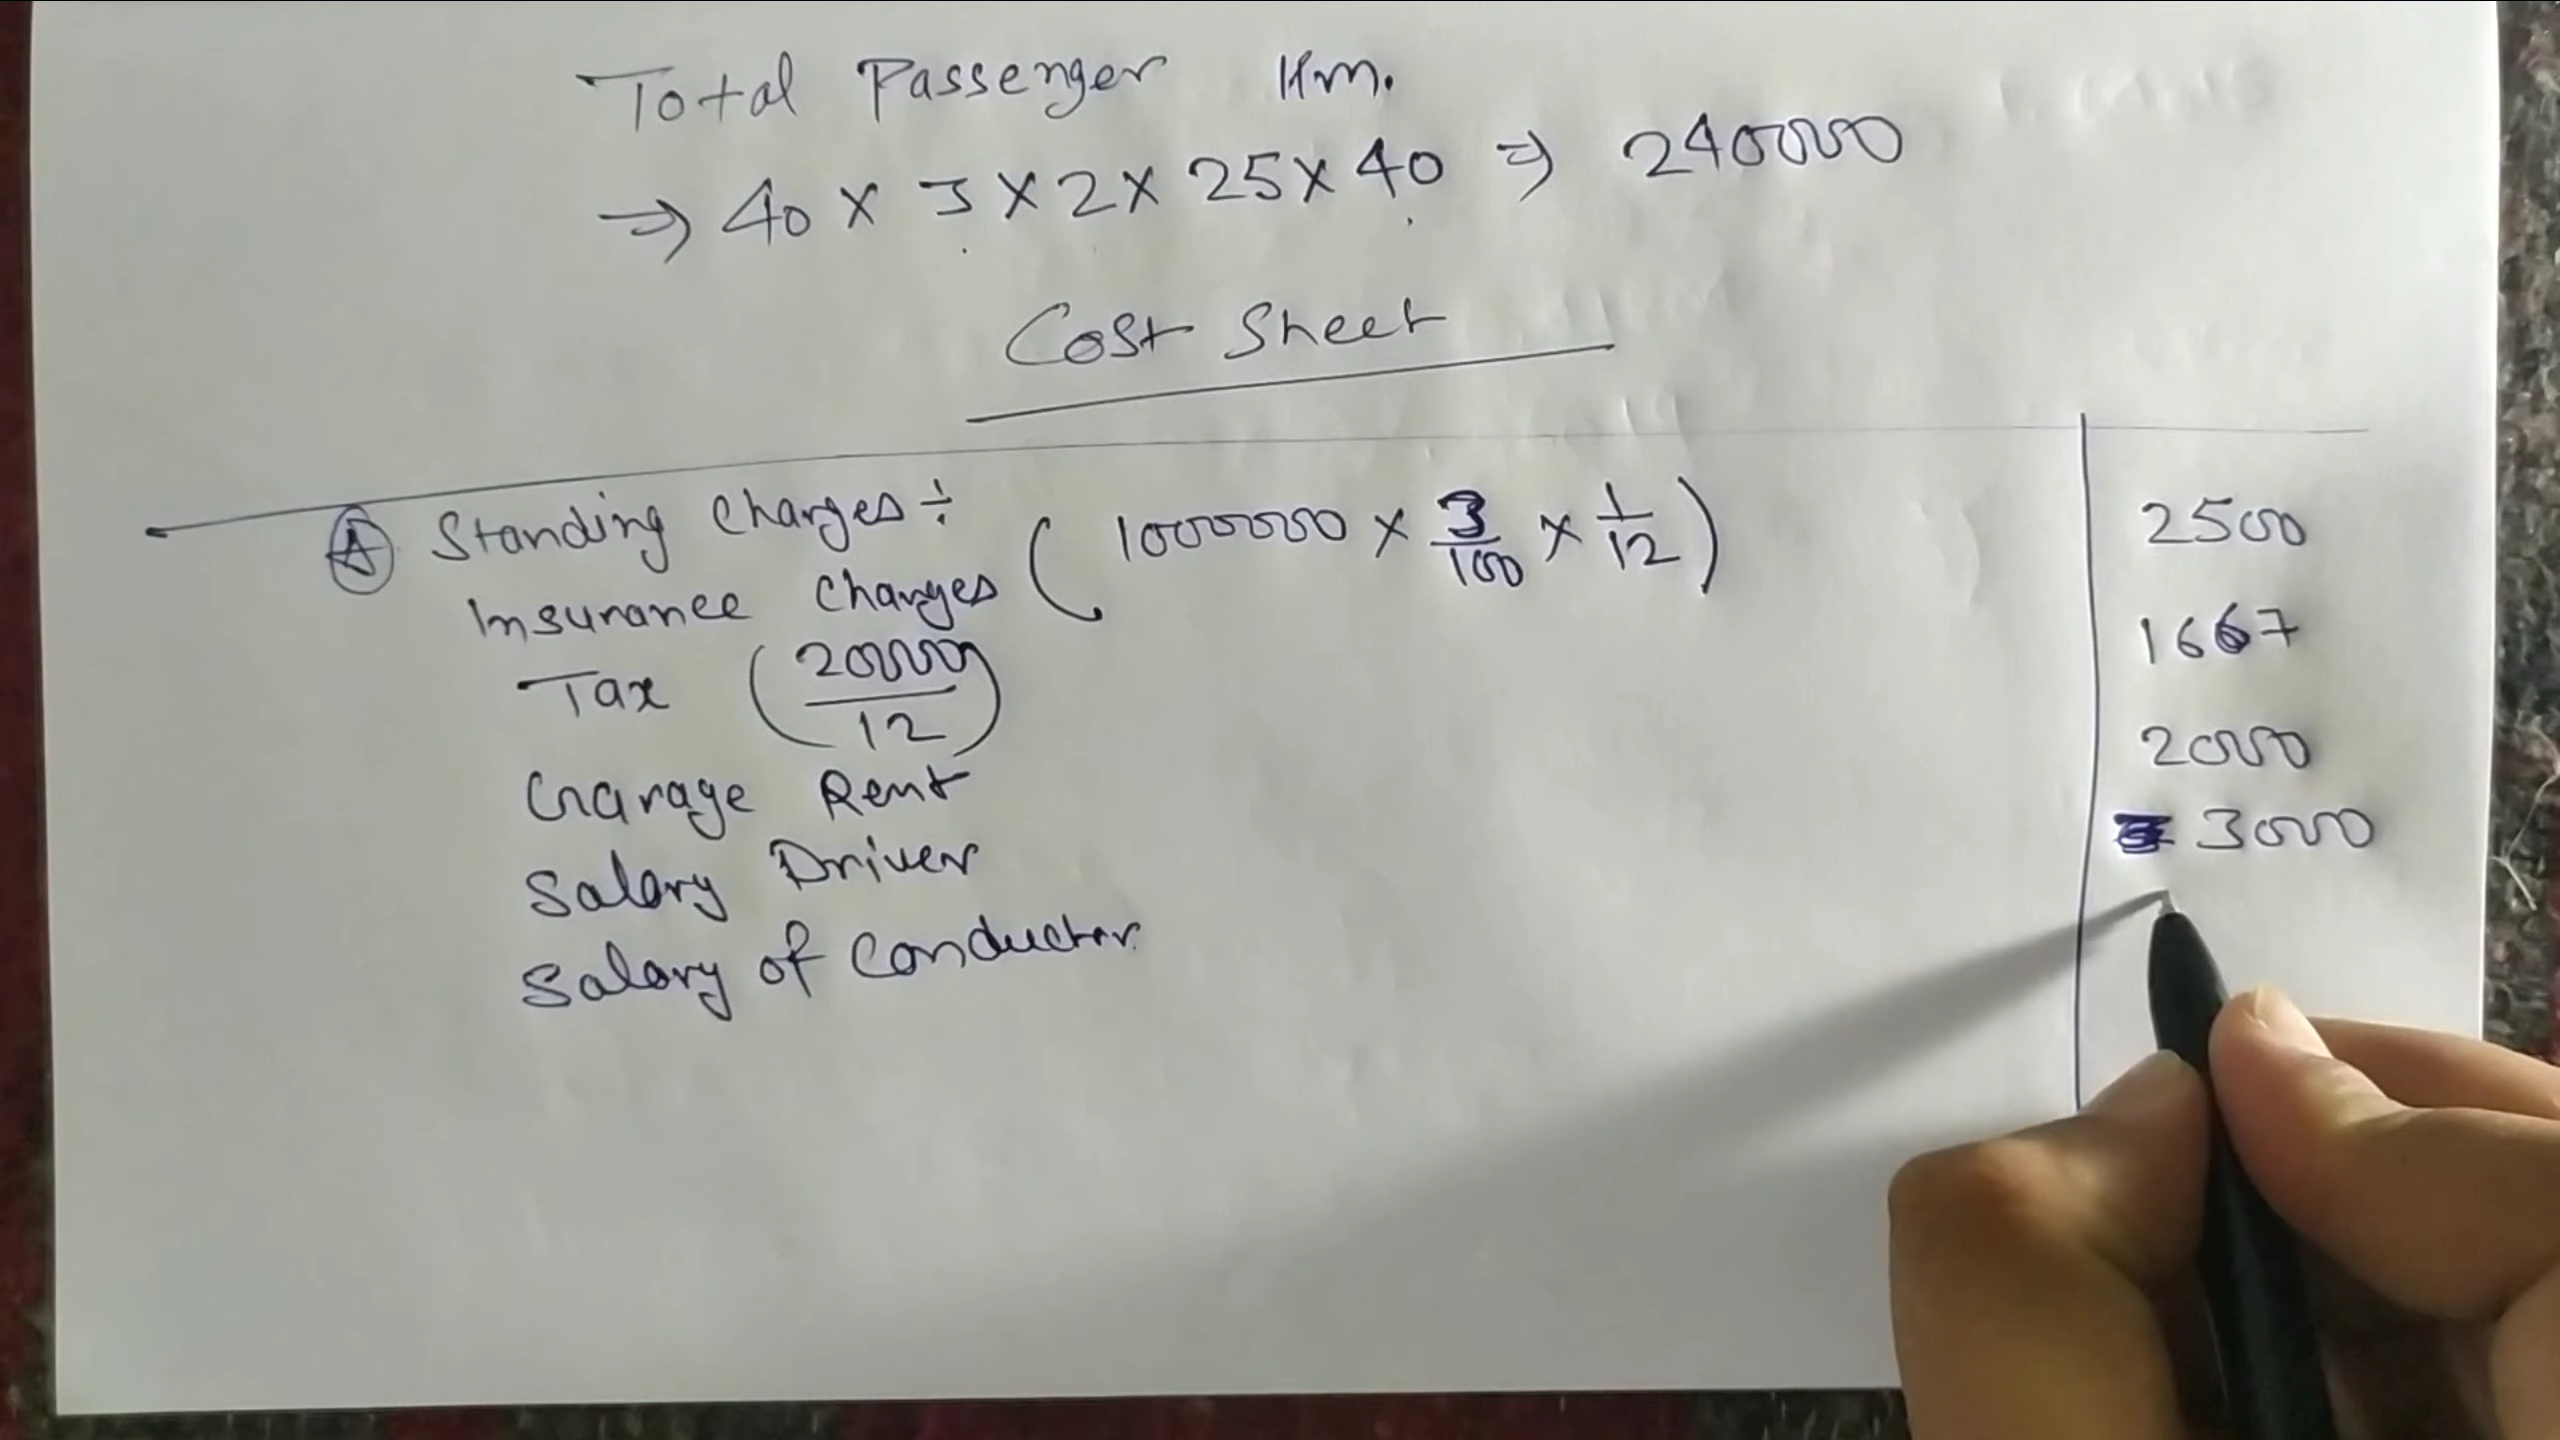 Total Passenger Km.
⇒ 40 x 3 x 2 x 25 x 40 ⇒ 240000
Cost Sheet
(A) Standing Charges ÷
Insurance Charges (1000000 x 3/100 x 1/12) 2500
Tax (20000/12) 1667
Garage Rent 2000
Salary Driver 3000
Salary of Conductor